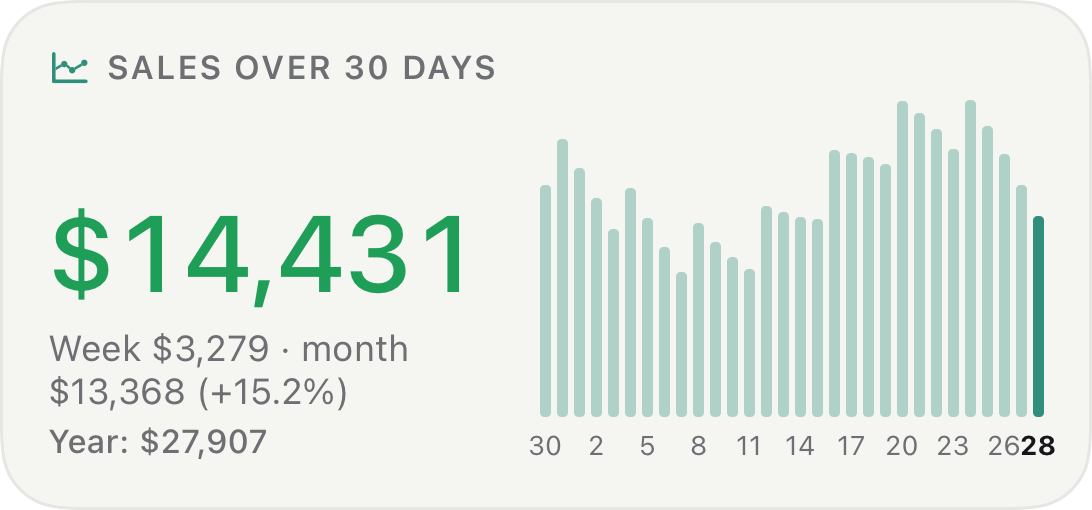 SALES OVER 30 DAYS
$14,431
Week $3,279 · month
$13,368 (+15.2%)
Year: $27,907
30 2 5 8 11 14 17 20 23 26 28